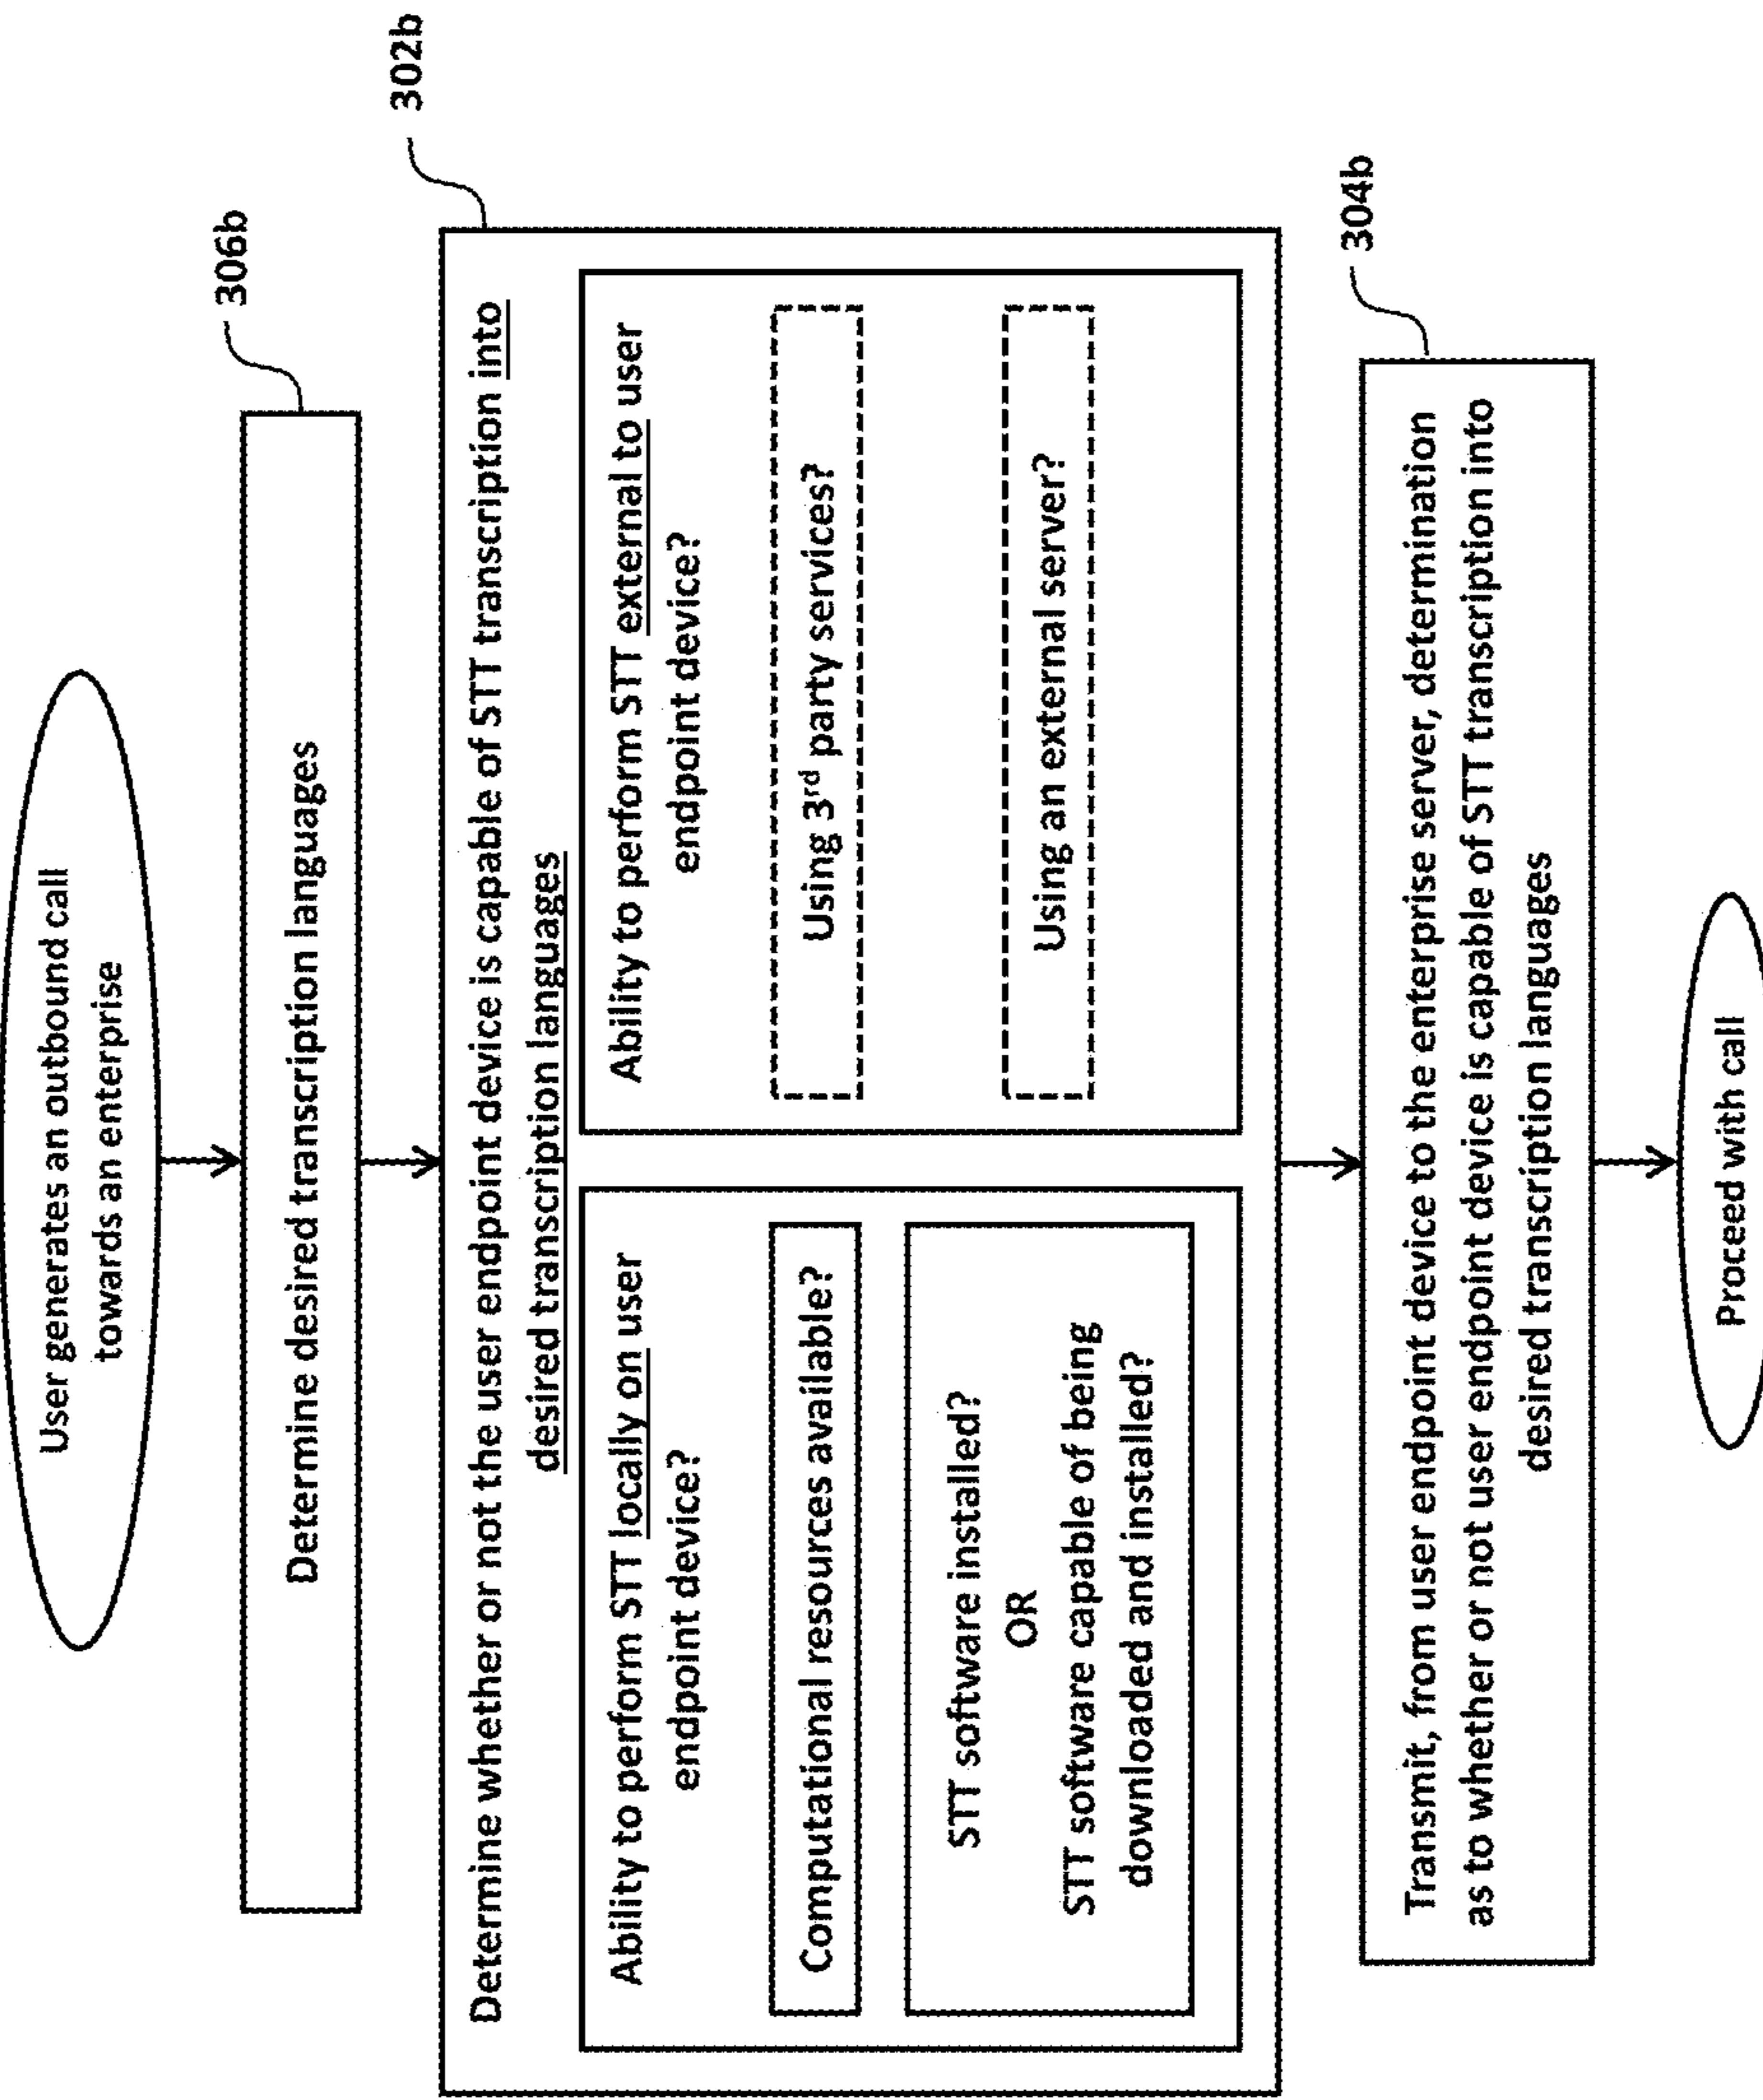 User generates an outbound call
towards an enterprise
306b
Determine desired transcription languages
302b
Determine whether or not the user endpoint device is capable of STT transcription into
desired transcription languages
Ability to perform STT locally on user
endpoint device?
Computational resources available?
STT software installed?
OR
STT software capable of being
downloaded and installed?
Ability to perform STT external to user
endpoint device?
Using 3rd party services?
Using an external server?
304b
Transmit, from user endpoint device to the enterprise server, determination
as to whether or not user endpoint device is capable of STT transcription into
desired transcription languages
Proceed with call